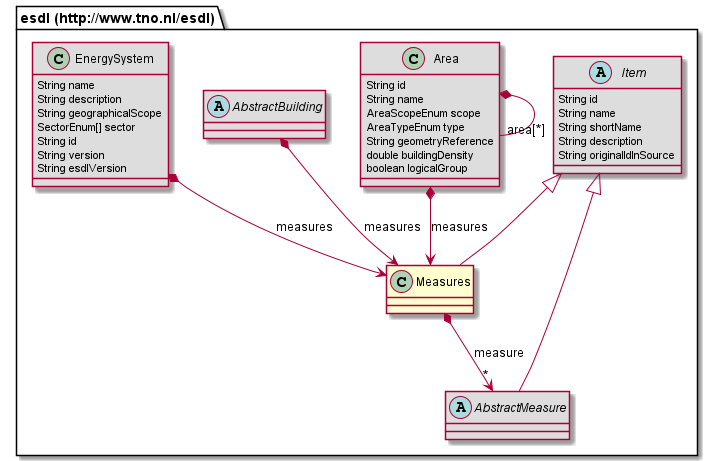 esdl (http://www.tno.nl/esdl)
C EnergySystem
String name
String description
String geographicalScope
SectorEnum[] sector
String id
String version
String esdlVersion
A AbstractBuilding
C Area
String id
String name
AreaScopeEnum scope
AreaTypeEnum type
String geometryReference
double buildingDensity
boolean logicalGroup
area[*]
A Item
String id
String name
String shortName
String description
String originalIdInSource
measures
measures
measures
C Measures
measure
*
A AbstractMeasure